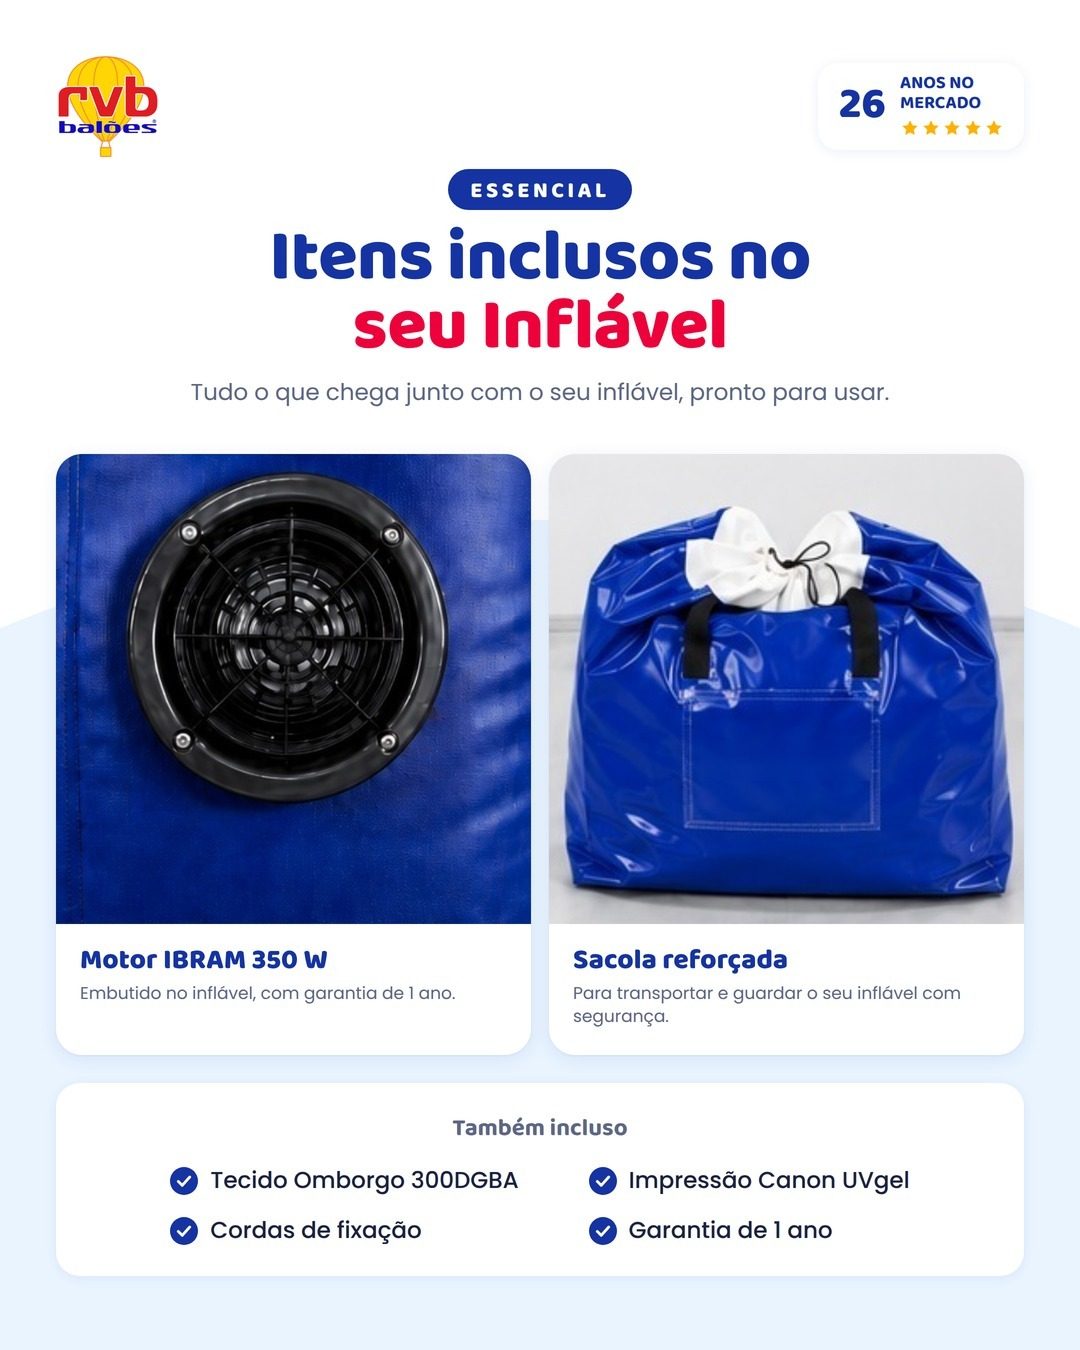 rvb
balões
26
ANOS NO
MERCADO
ESSENCIAL
Itens inclusos no
seu Inflável
Tudo o que chega junto com o seu inflável, pronto para usar.
Motor IBRAM 350 W
Embutido no inflável, com garantia de 1 ano.
Sacola reforçada
Para transportar e guardar o seu inflável com
segurança.
Também incluso
Tecido Omborgo 300DGBA
Impressão Canon UVgel
Cordas de fixação
Garantia de 1 ano